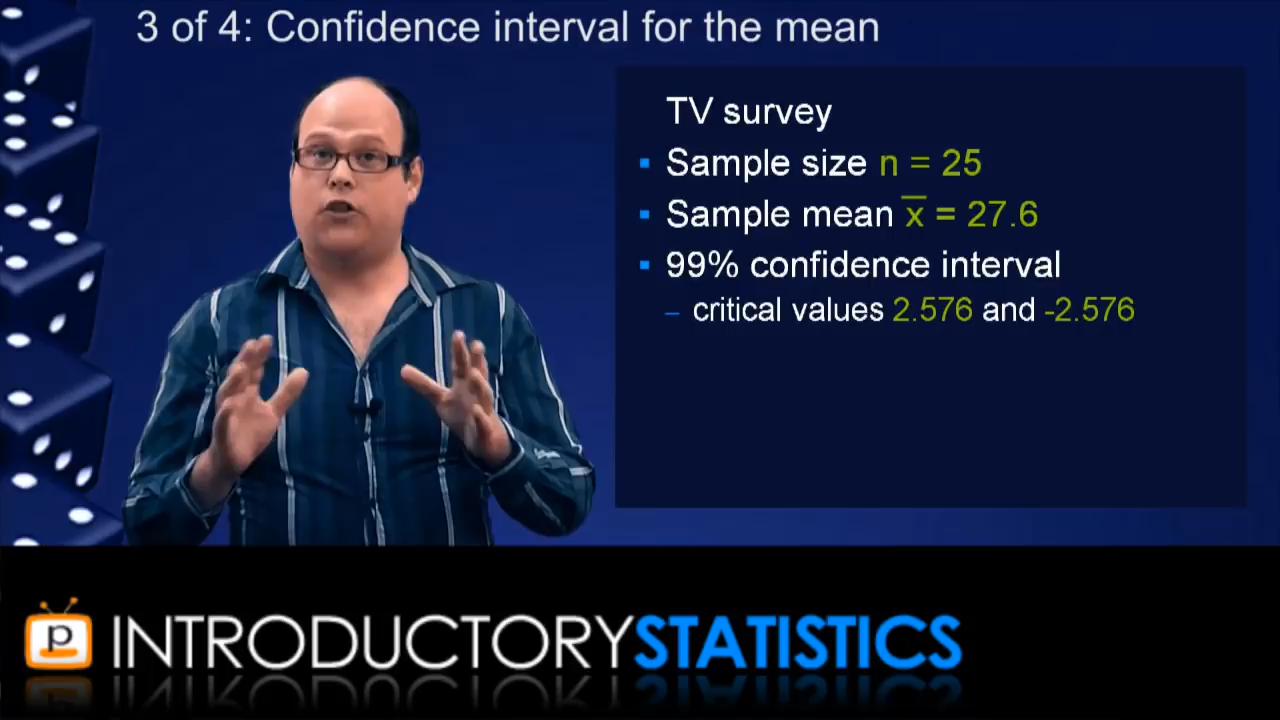 3 of 4: Confidence interval for the mean
TV survey
▪ Sample size n = 25
▪ Sample mean x̅ = 27.6
▪ 99% confidence interval
– critical values 2.576 and -2.576
p INTRODUCTORYSTATISTICS